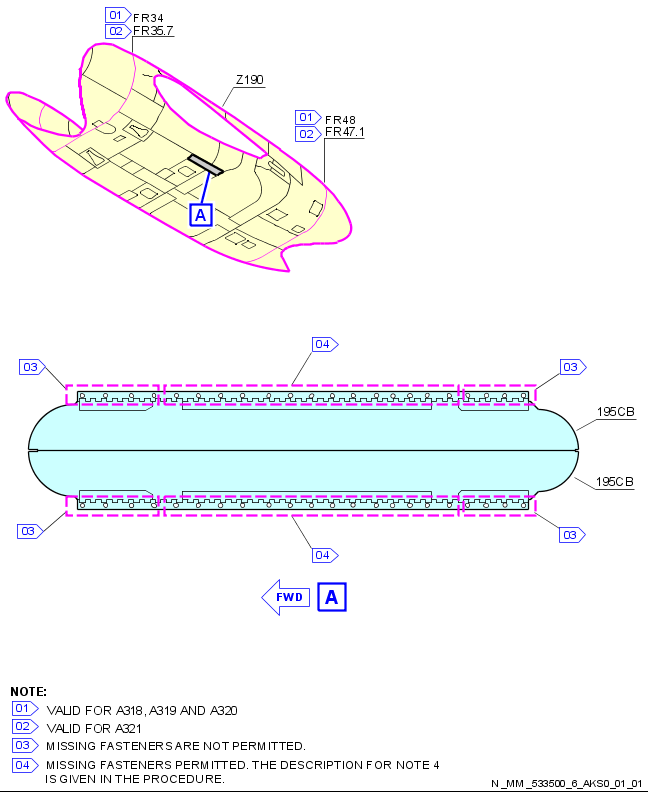 01 FR34
02 FR35.7
Z190
01 FR48
02 FR47.1
A
04
03
03
195CB
195CB
03
03
04
FWD A
NOTE:
01 VALID FOR A318, A319 AND A320
02 VALID FOR A321
03 MISSING FASTENERS ARE NOT PERMITTED.
04 MISSING FASTENERS PERMITTED. THE DESCRIPTION FOR NOTE 4
IS GIVEN IN THE PROCEDURE.
N_MM_533500_6_AKS0_01_01